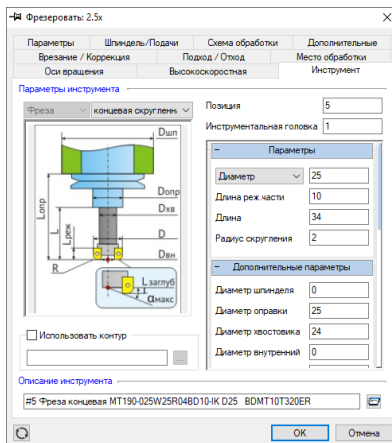 Фрезеровать: 2.5x
Параметры Шпиндель/Подачи Схема обработки Дополнительные
Врезание / Коррекция Подход / Отход Место обработки
Оси вращения Высокоскоростная Инструмент
Параметры инструмента
Фреза концевая скругленн
Позиция 5
Инструментальная головка 1
Dшп
Dопр
Dхв
D
Dвн
Lопр
L
Lреж
R
Lзаглуб
αмакс
Параметры
Диаметр 25
Длина реж.части 10
Длина 34
Радиус скругления 2
Дополнительные параметры
Диаметр шпинделя 0
Диаметр оправки 25
Диаметр хвостовика 24
Диаметр внутренний 0
Использовать контур
...
Описание инструмента
#5 Фреза концевая MT190-025W25R04BD10-IK D25 BDMT10T320ER
OK Отмена